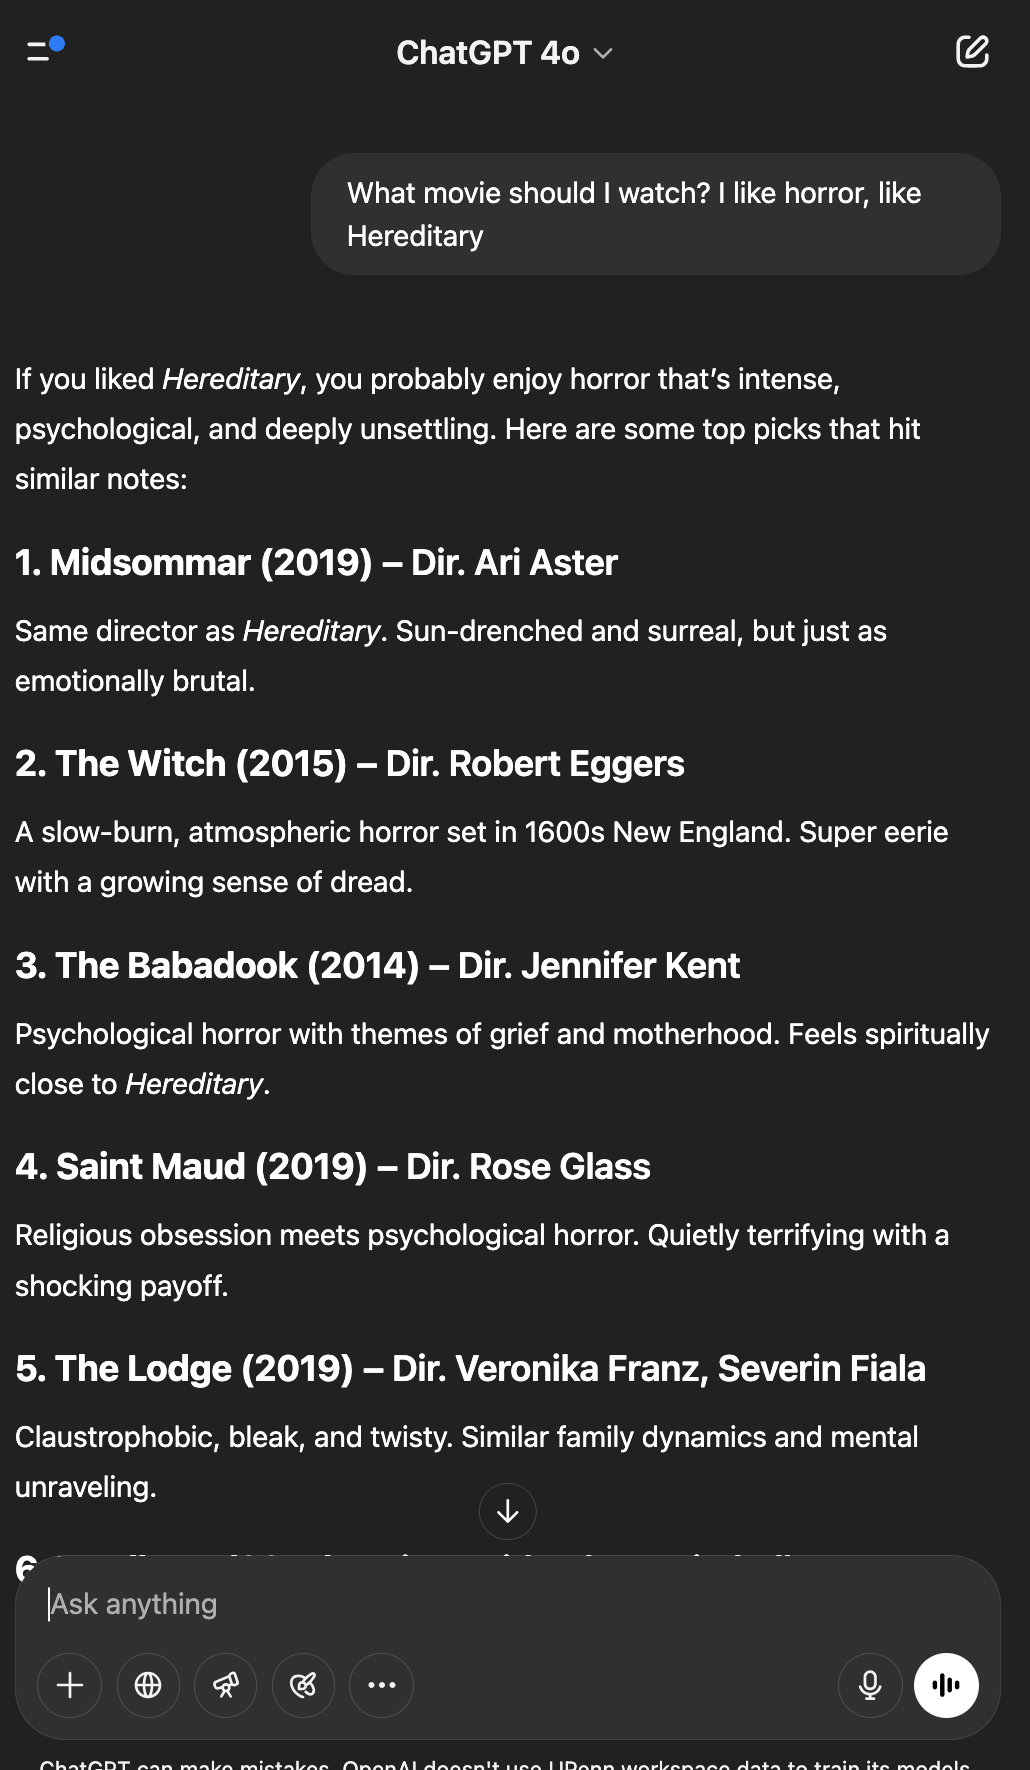 ChatGPT 4o
What movie should I watch? I like horror, like
Hereditary
If you liked Hereditary, you probably enjoy horror that’s intense,
psychological, and deeply unsettling. Here are some top picks that hit
similar notes:
1. Midsommar (2019) – Dir. Ari Aster
Same director as Hereditary. Sun-drenched and surreal, but just as
emotionally brutal.
2. The Witch (2015) – Dir. Robert Eggers
A slow-burn, atmospheric horror set in 1600s New England. Super eerie
with a growing sense of dread.
3. The Babadook (2014) – Dir. Jennifer Kent
Psychological horror with themes of grief and motherhood. Feels spiritually
close to Hereditary.
4. Saint Maud (2019) – Dir. Rose Glass
Religious obsession meets psychological horror. Quietly terrifying with a
shocking payoff.
5. The Lodge (2019) – Dir. Veronika Franz, Severin Fiala
Claustrophobic, bleak, and twisty. Similar family dynamics and mental
unraveling.
6
Ask anything
ChatGPT can make mistakes. OpenAI doesn't use UPenn workspace data to train its models.